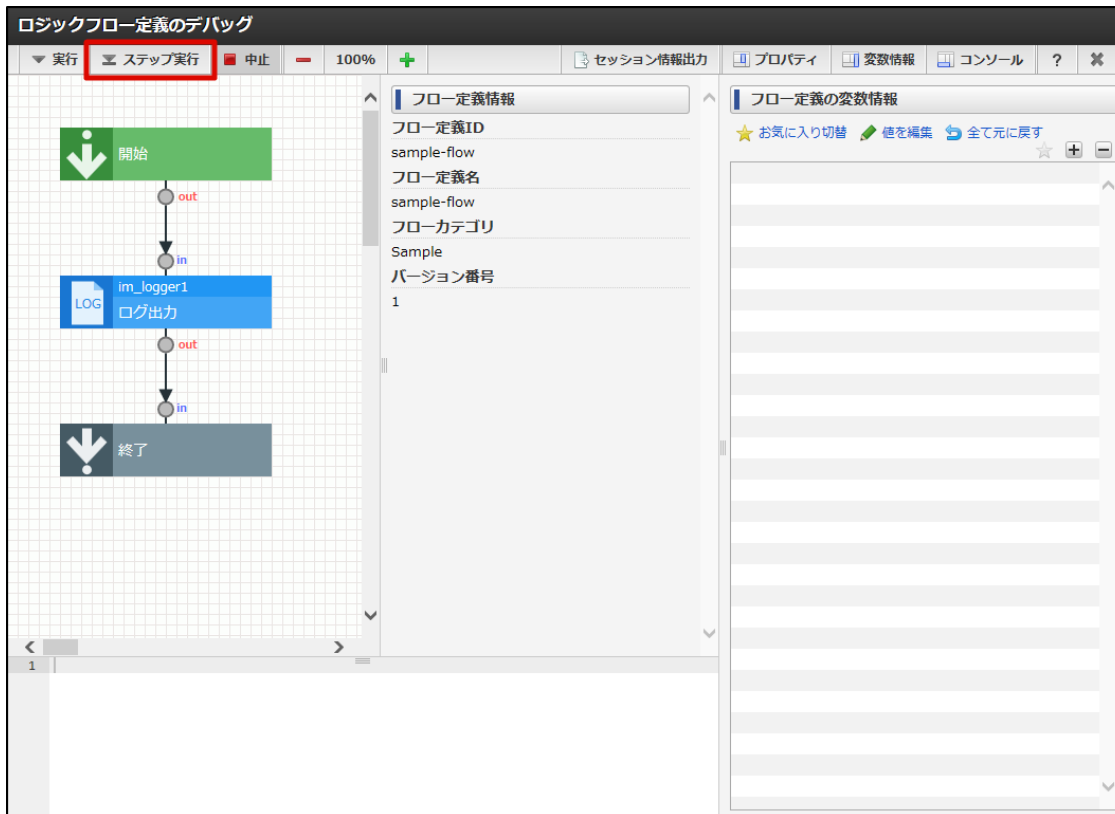 ロジックフロー定義のデバッグ
実行 ステップ実行 中止 100% セッション情報出力 プロパティ 変数情報 コンソール ?
開始
out
in
im_logger1
LOG
ログ出力
out
in
終了
フロー定義情報
フロー定義ID
sample-flow
フロー定義名
sample-flow
フローカテゴリ
Sample
バージョン番号
1
フロー定義の変数情報
お気に入り切替 値を編集 全て元に戻す
1